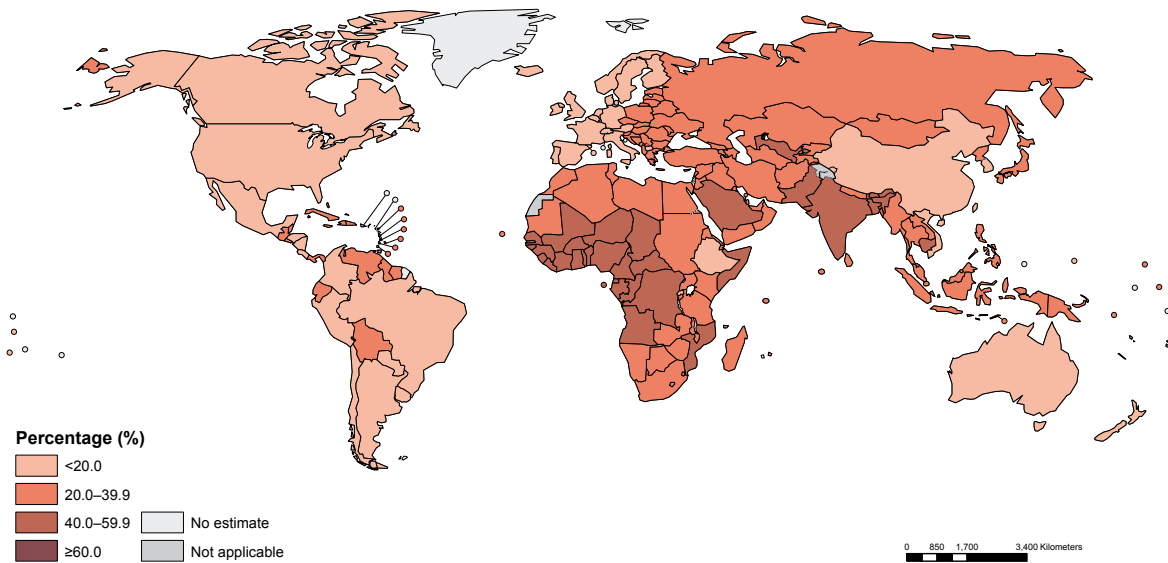 Percentage (%)
<20.0
20.0–39.9
40.0–59.9
≥60.0
No estimate
Not applicable
0 850 1,700 3,400 Kilometers